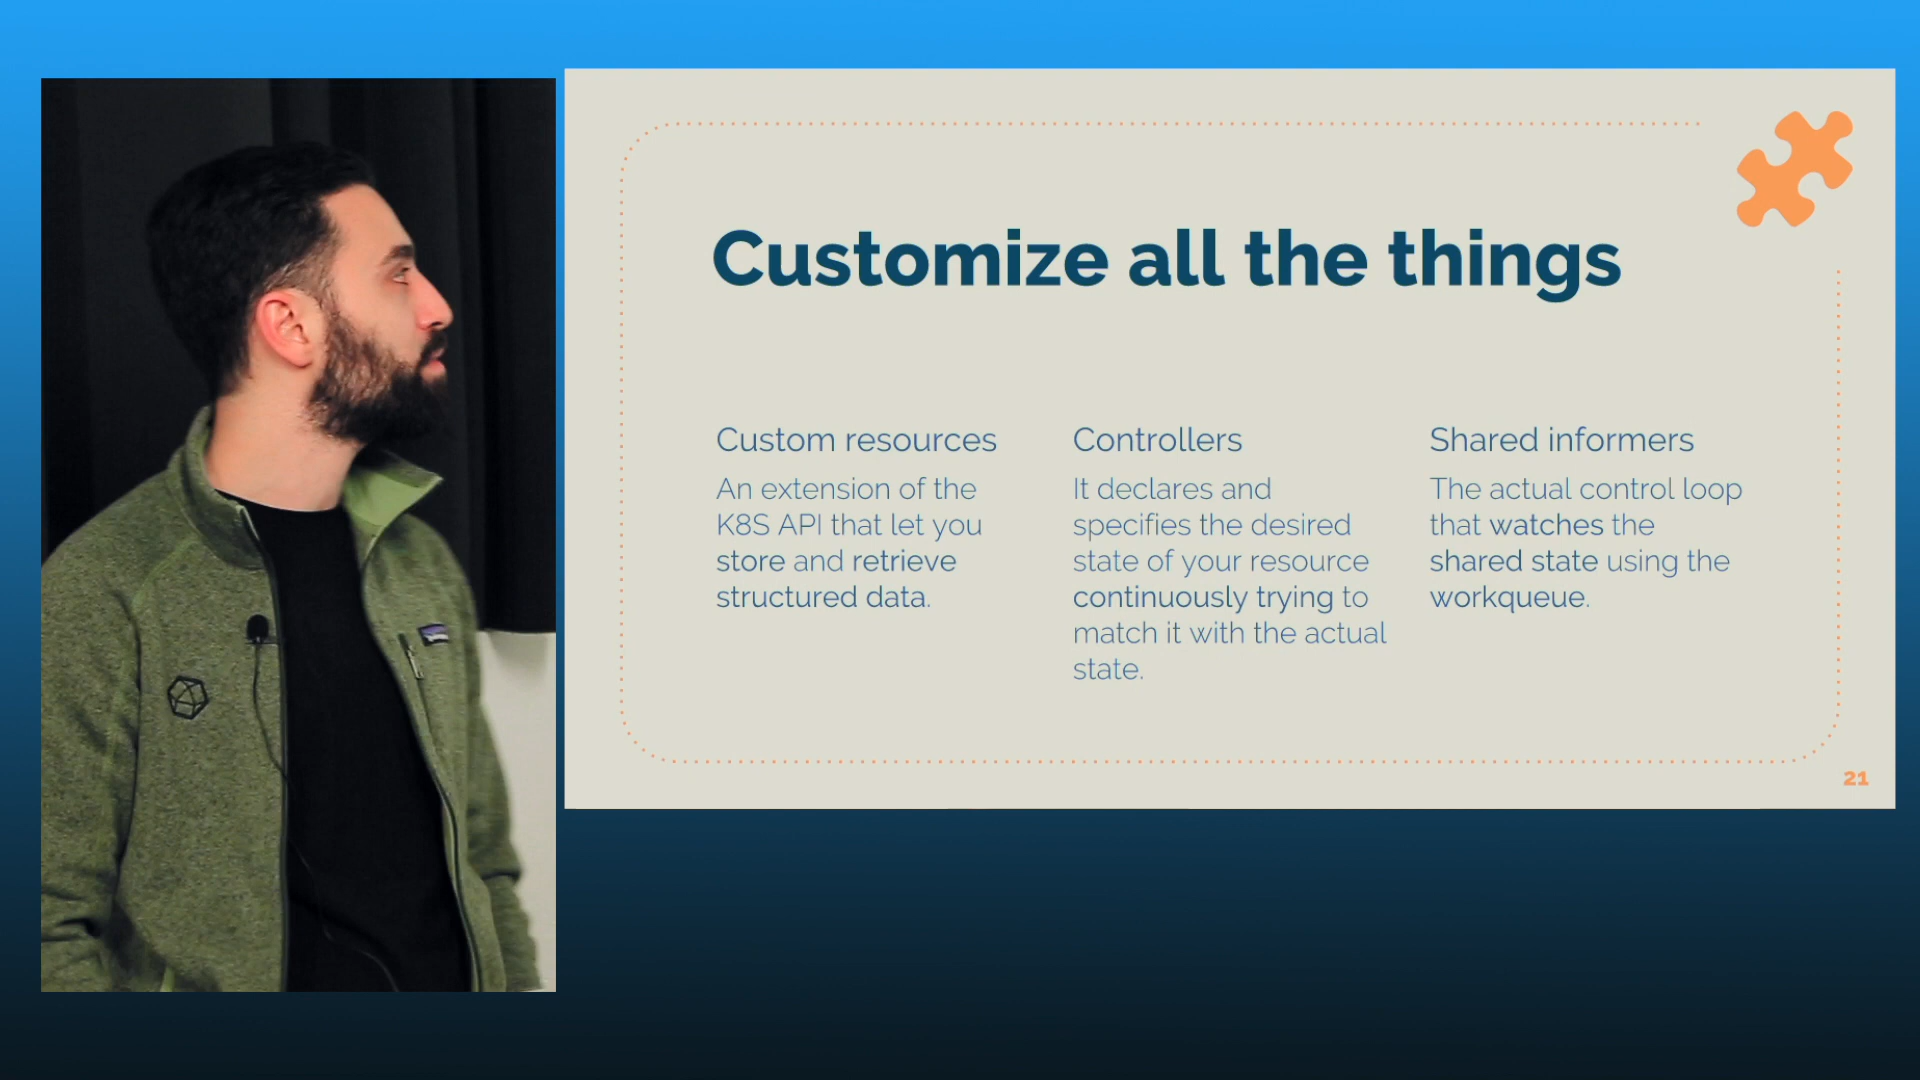 Customize all the things
Custom resources
An extension of the
K8S API that let you
store and retrieve
structured data.
Controllers
It declares and
specifies the desired
state of your resource
continuously trying to
match it with the actual
state.
Shared informers
The actual control loop
that watches the
shared state using the
workqueue.
21